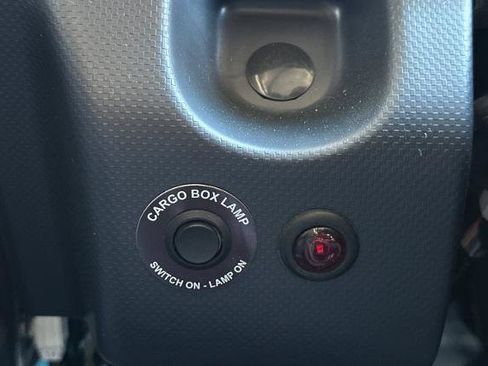 CARGO BOX LAMP
SWITCH ON - LAMP ON